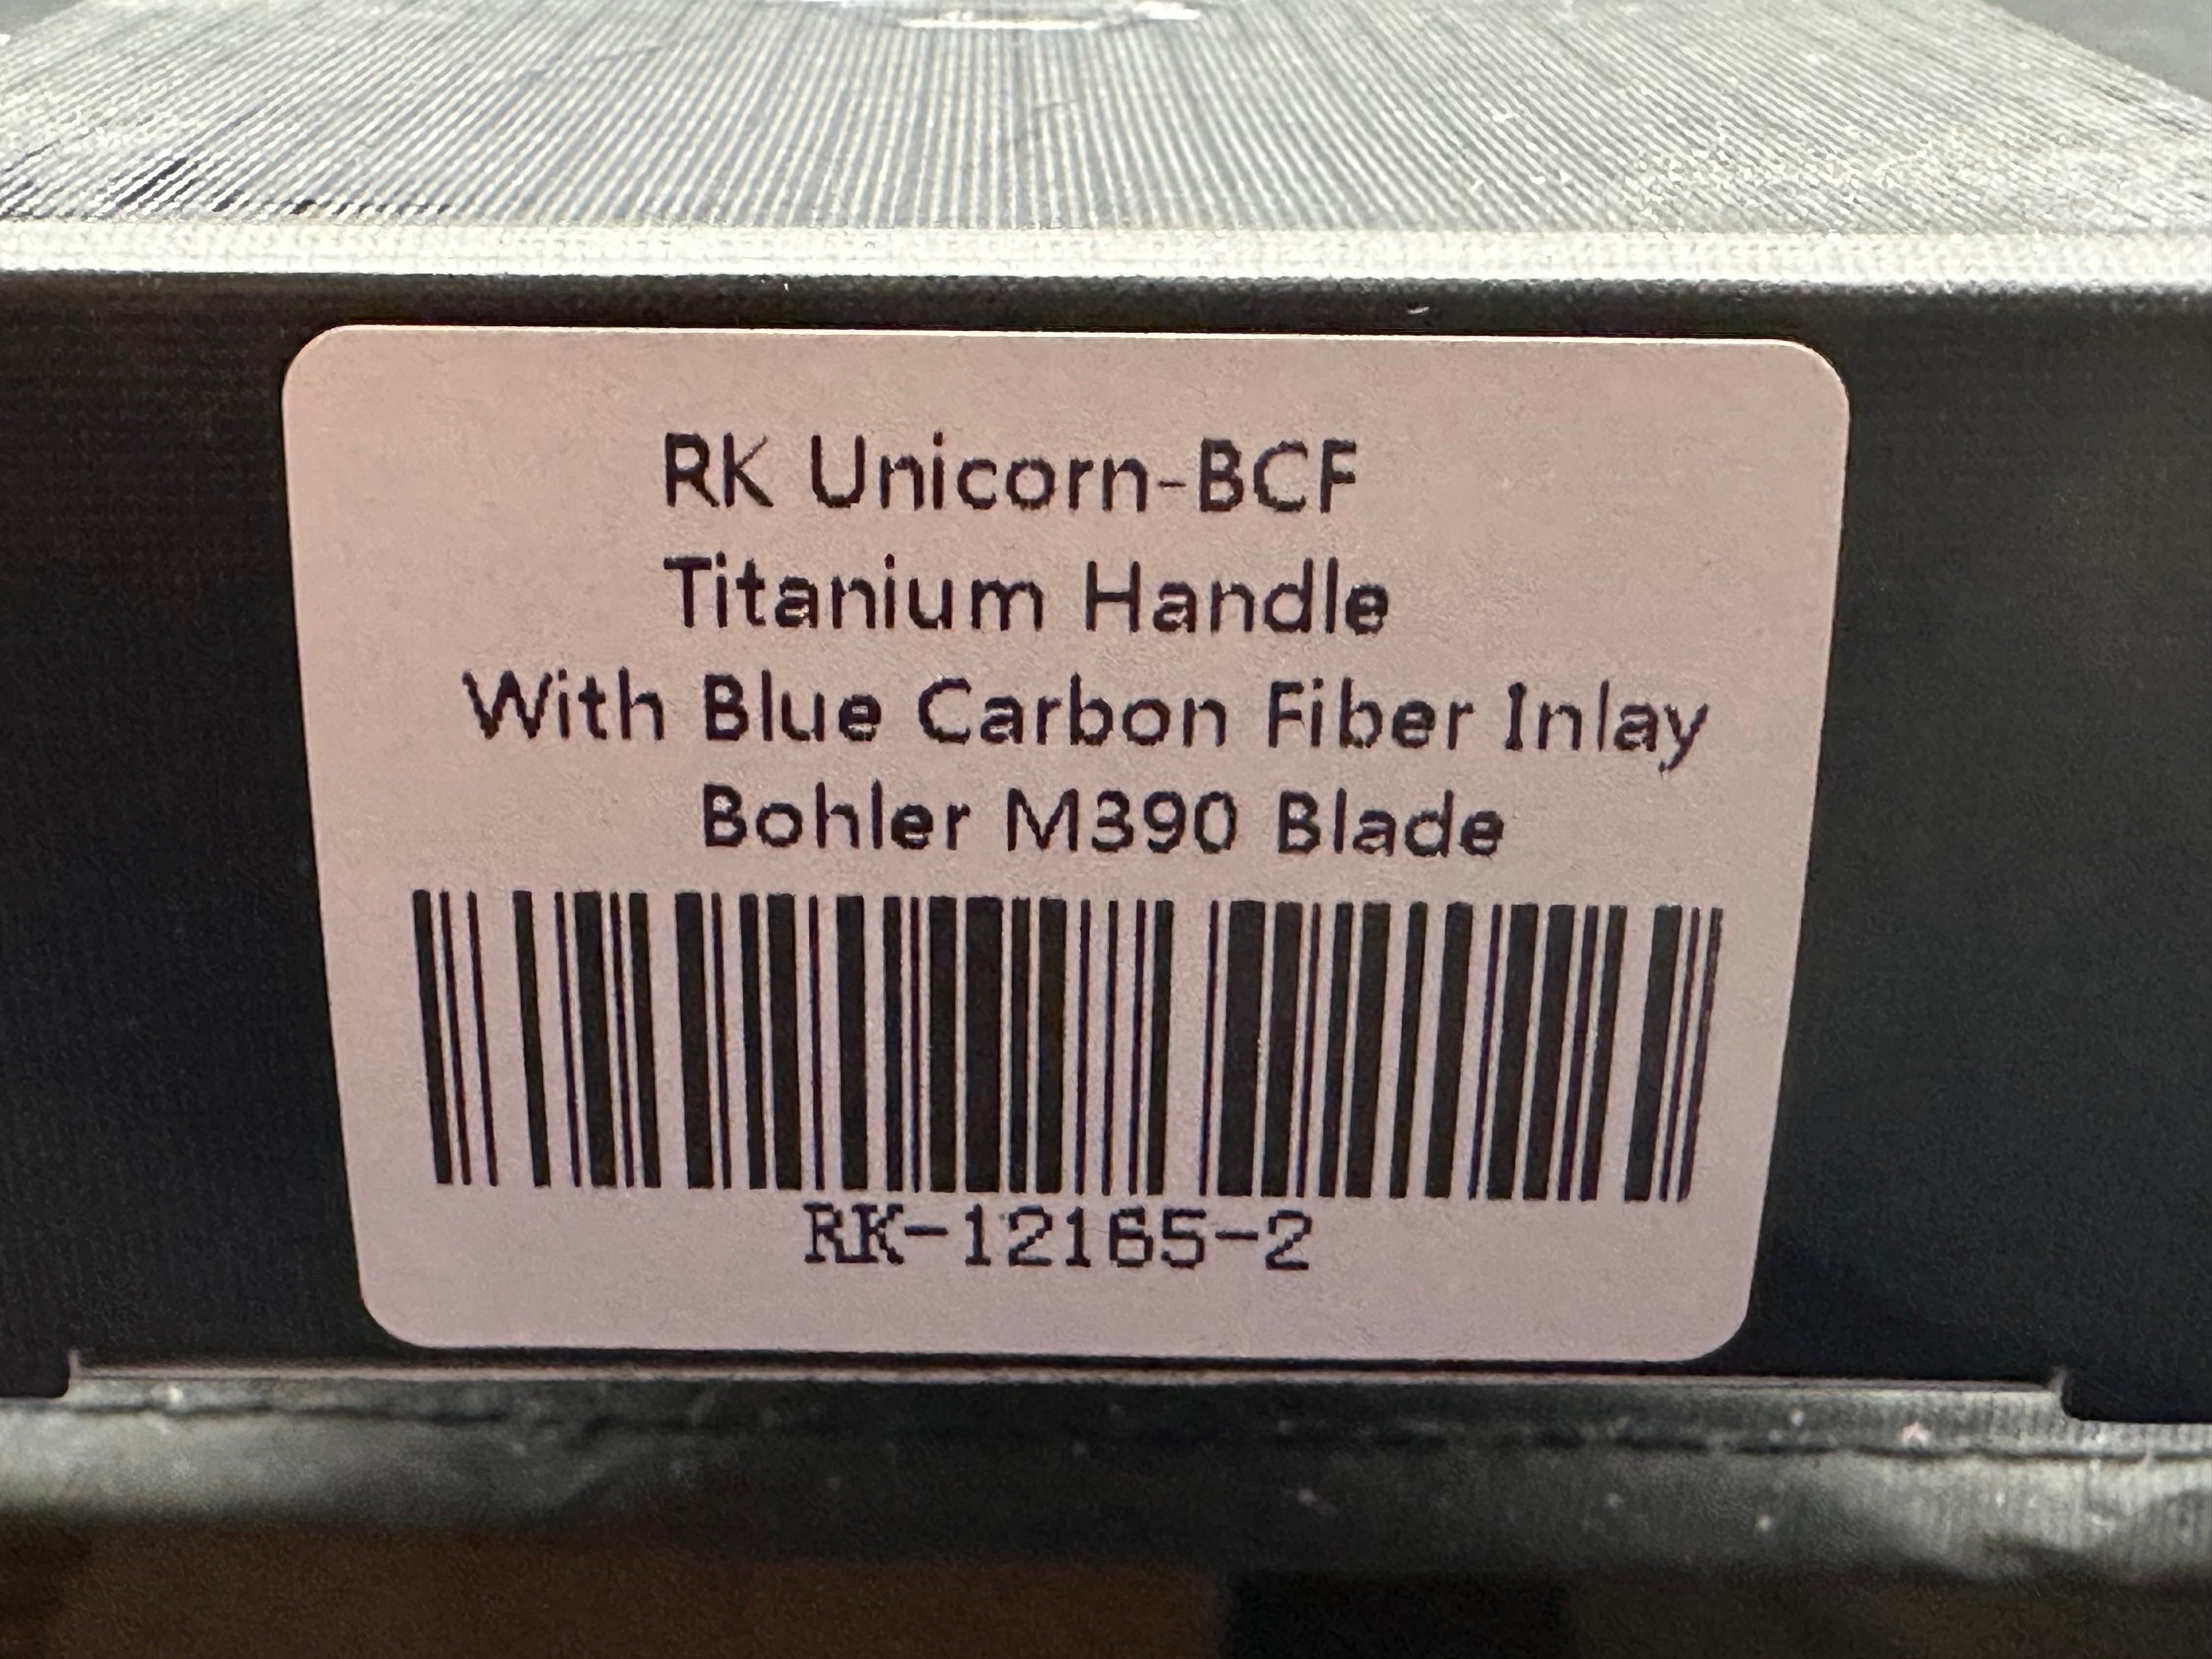 RK Unicorn-BCF
Titanium Handle
With Blue Carbon Fiber Inlay
Bohler M390 Blade
RK-12165-2